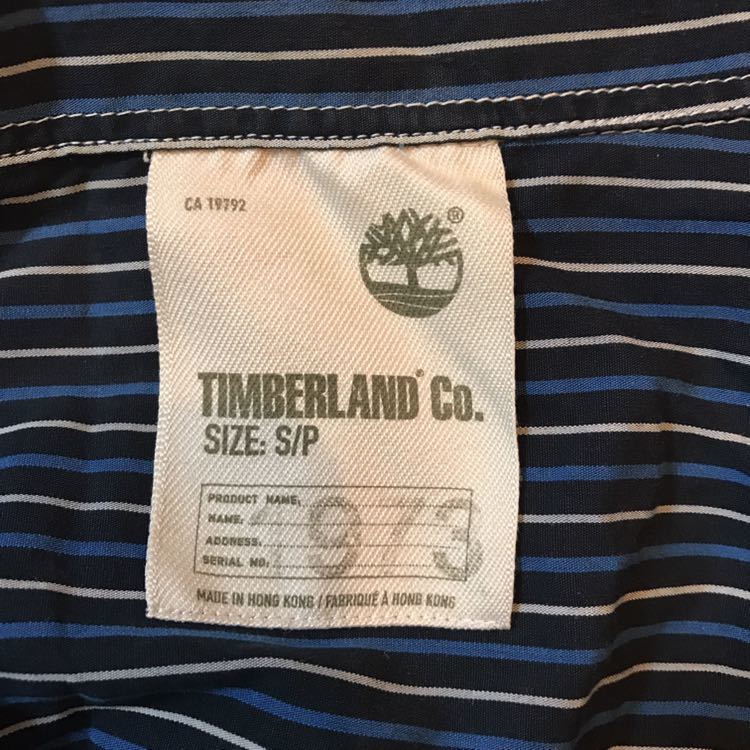 CA 19792
®
TIMBERLAND® Co.
SIZE: S/P
PRODUCT NAME:
NAME:
ADDRESS:
SERIAL NO.
1973
MADE IN HONG KONG / FABRIQUÉ À HONG KONG